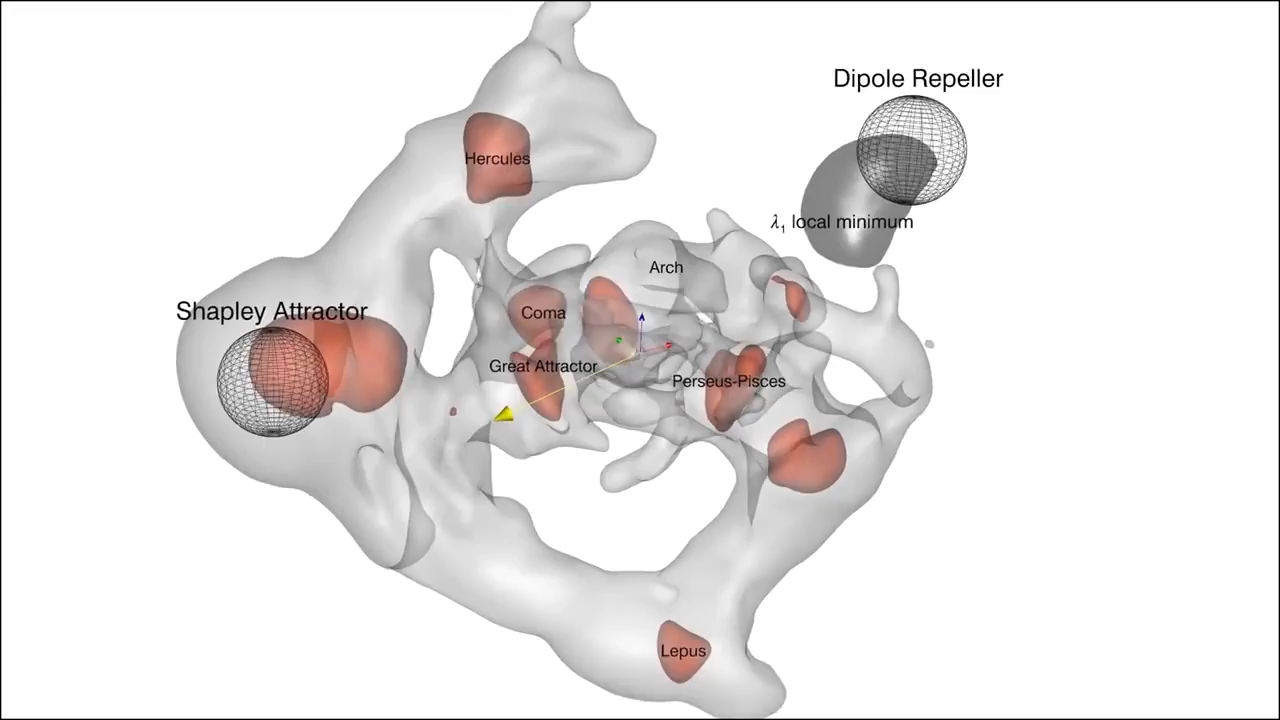 Dipole Repeller
Hercules
λ₁ local minimum
Arch
Shapley Attractor
Coma
Great Attractor
Perseus-Pisces
Lepus